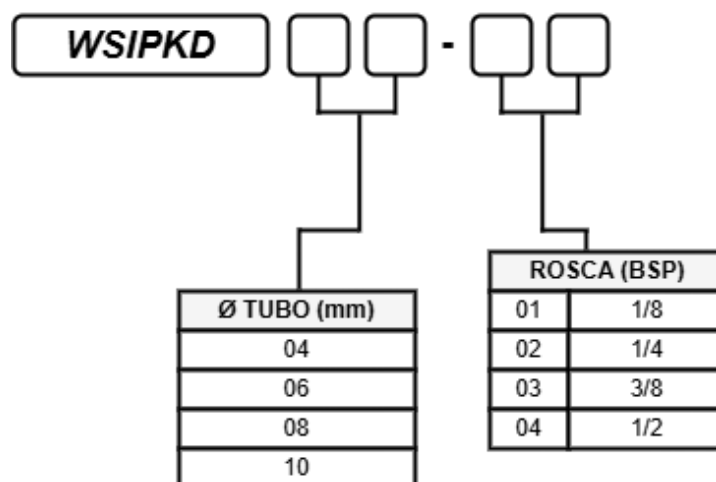 WSIPKD -
Ø TUBO (mm)
04
06
08
10
ROSCA (BSP)
01 1/8
02 1/4
03 3/8
04 1/2